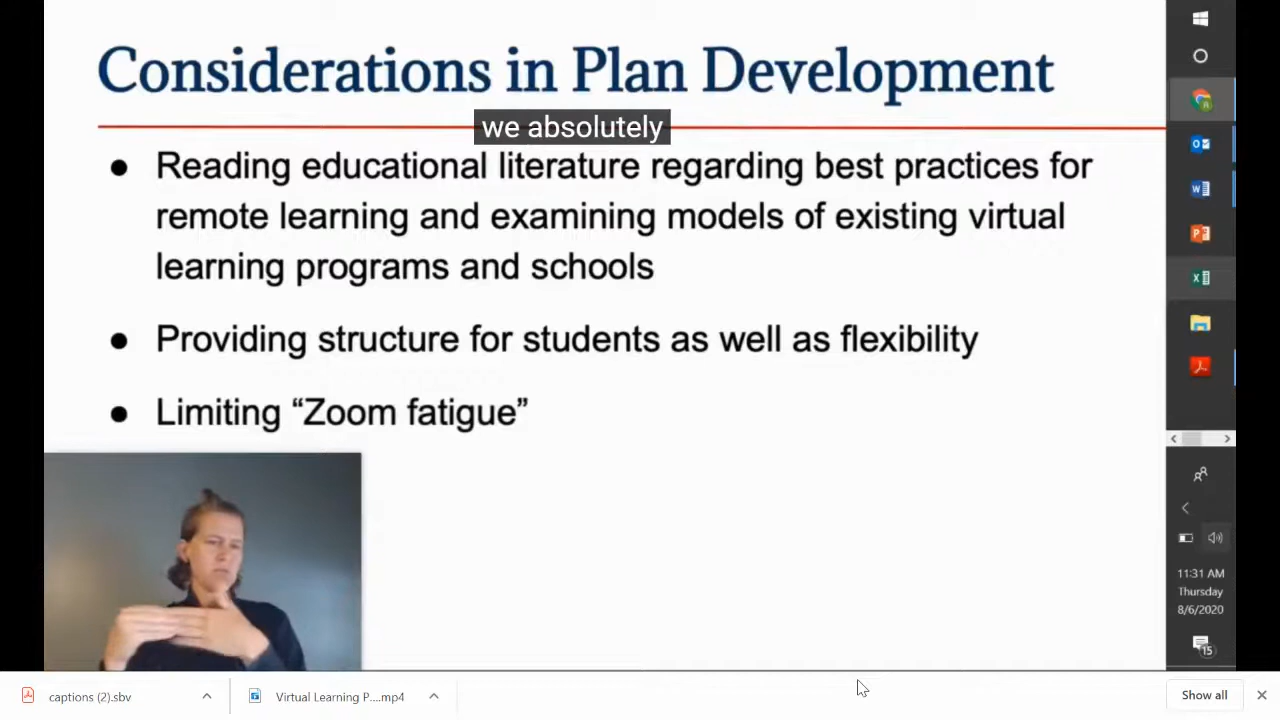 Considerations in Plan Development
we absolutely
● Reading educational literature regarding best practices for
remote learning and examining models of existing virtual
learning programs and schools
● Providing structure for students as well as flexibility
● Limiting “Zoom fatigue”
11:31 AM
Thursday
8/6/2020
15
captions (2).sbv
Virtual Learning P....mp4
Show all